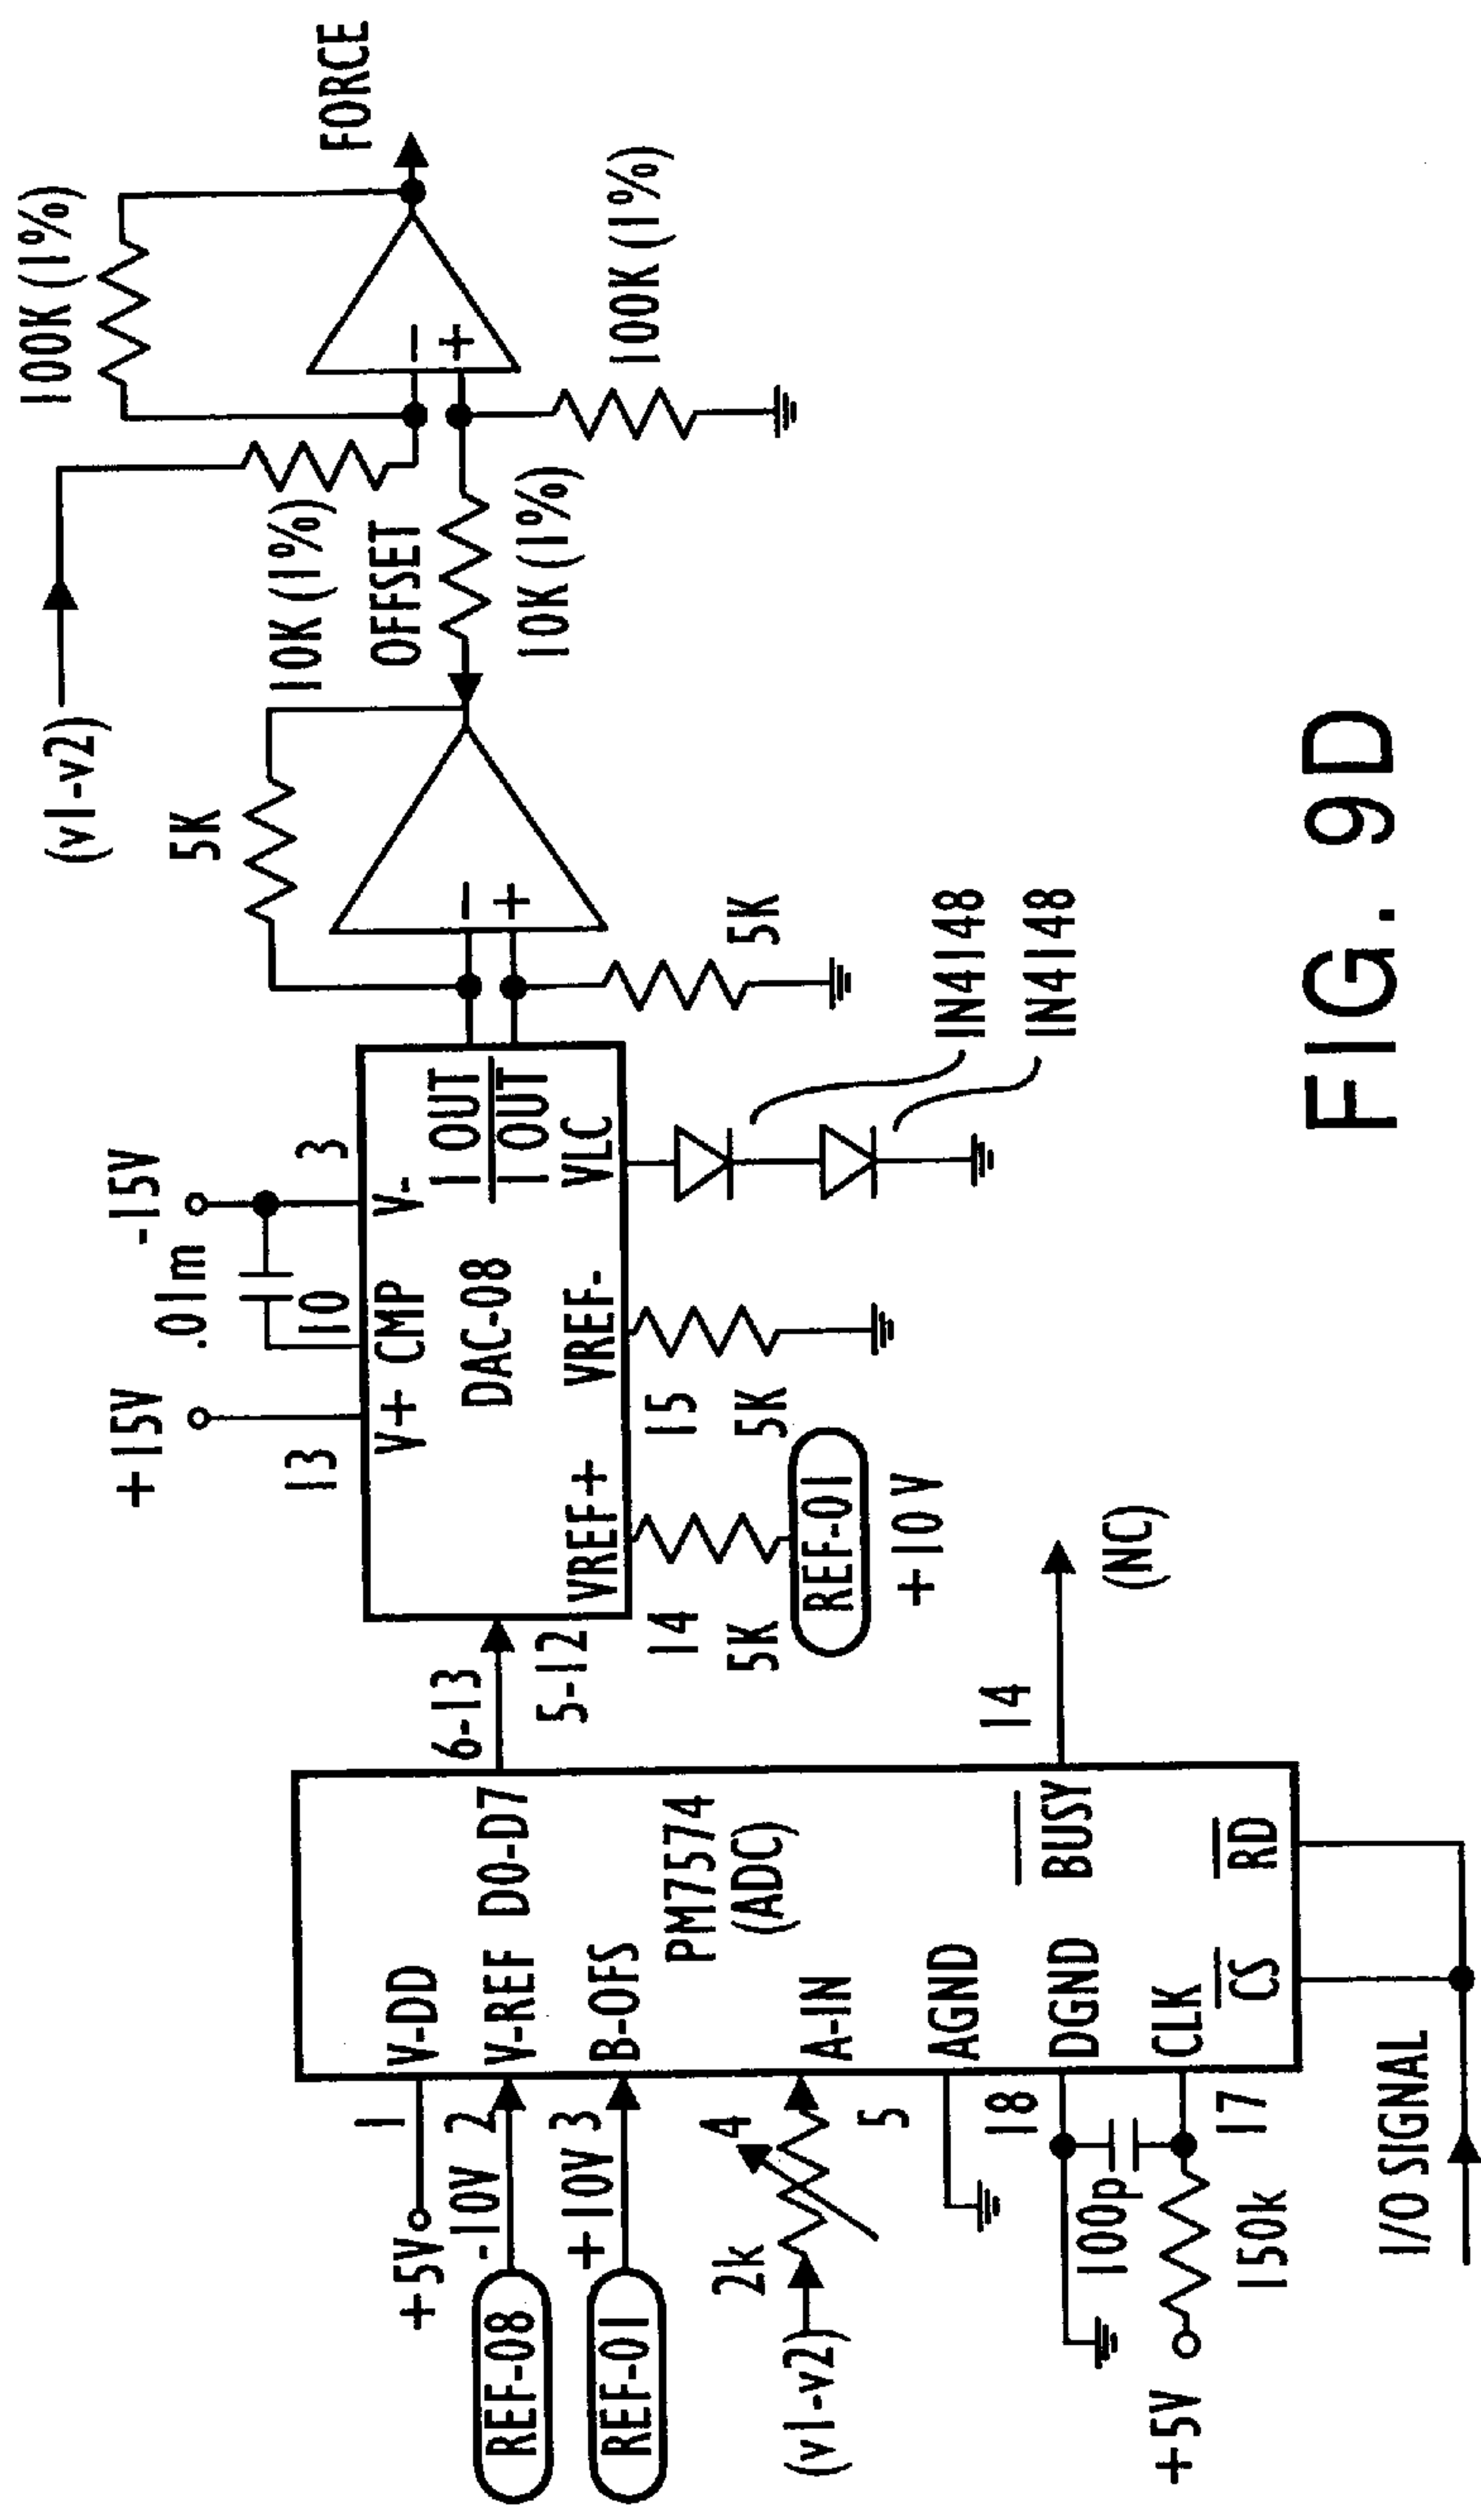 +5V
1
V-DD
REF-08
-10V
2
V-REF
D0-D7
6-13
5-12
REF-01
+10V
3
B-OFS
PM7574
(ADC)
(v1-v2)
2k
4
A-IN
5
AGND
18
DGND
100p
17
CLK
+5V
150k
BUSY
14
(NC)
CS
RD
I/O SIGNAL
+15V
13
V+
.01m
10
CMP
-15V
3
V-
DAC-08
IOUT
IOUT
VLC
VREF+
VREF-
14
5K
REF-01
+10V
15
5K
IN4148
IN4148
5K
5K
(v1-v2)
10K (1%)
OFFSET
10K (1%)
100K (1%)
100K (1%)
FORCE
FIG. 9D